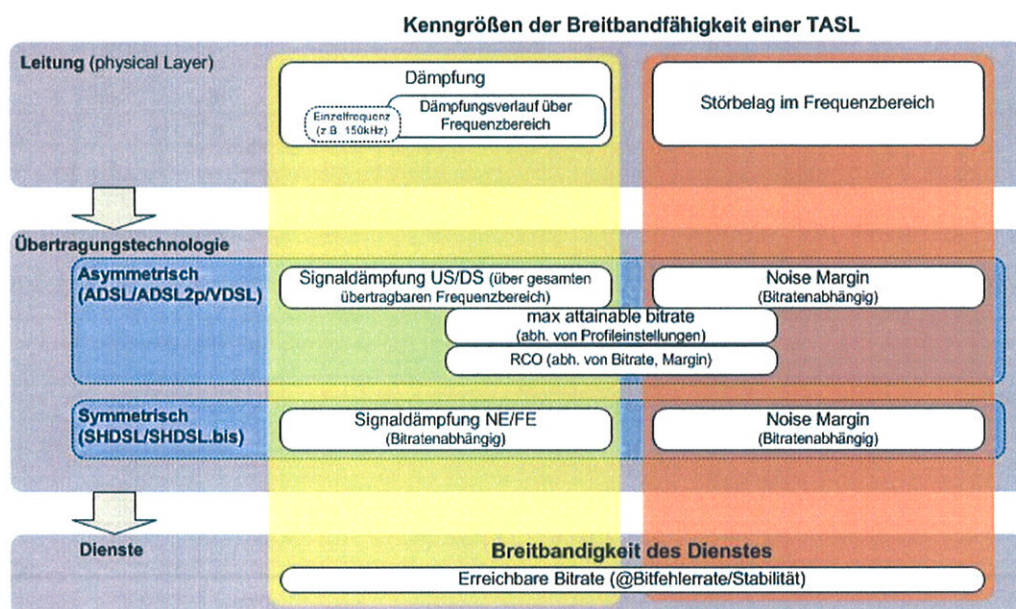 Kenngrößen der Breitbandfähigkeit einer TASL
Leitung (physical Layer)
Dämpfung
Einzelfrequenz
(z.B. 150kHz)
Dämpfungsverlauf über
Frequenzbereich
Störbelag im Frequenzbereich
Übertragungstechnologie
Asymmetrisch
(ADSL/ADSL2p/VDSL)
Signaldämpfung US/DS (über gesamten
übertragbaren Frequenzbereich)
Noise Margin
(Bitratenabhängig)
max attainable bitrate
(abh. von Profileinstellungen)
RCO (abh. von Bitrate, Margin)
Symmetrisch
(SHDSL/SHDSL.bis)
Signaldämpfung NE/FE
(Bitratenabhängig)
Noise Margin
(Bitratenabhängig)
Dienste
Breitbandigkeit des Dienstes
Erreichbare Bitrate (@Bitfehlerrate/Stabilität)